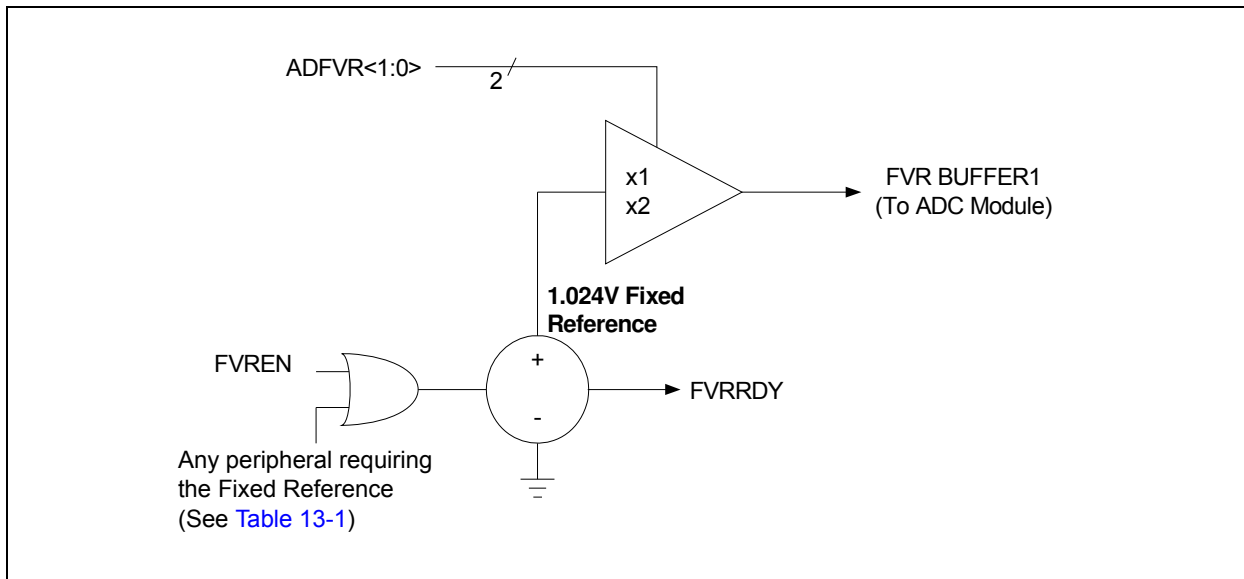 ADFVR<1:0>
2
x1
x2
FVR BUFFER1
(To ADC Module)
1.024V Fixed
Reference
+
-
FVREN
FVRRDY
Any peripheral requiring
the Fixed Reference
(See Table 13-1)